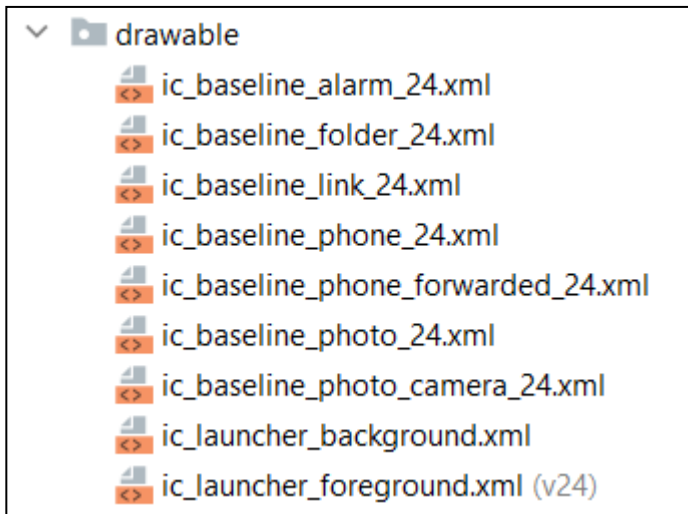 drawable
ic_baseline_alarm_24.xml
ic_baseline_folder_24.xml
ic_baseline_link_24.xml
ic_baseline_phone_24.xml
ic_baseline_phone_forwarded_24.xml
ic_baseline_photo_24.xml
ic_baseline_photo_camera_24.xml
ic_launcher_background.xml
ic_launcher_foreground.xml (v24)